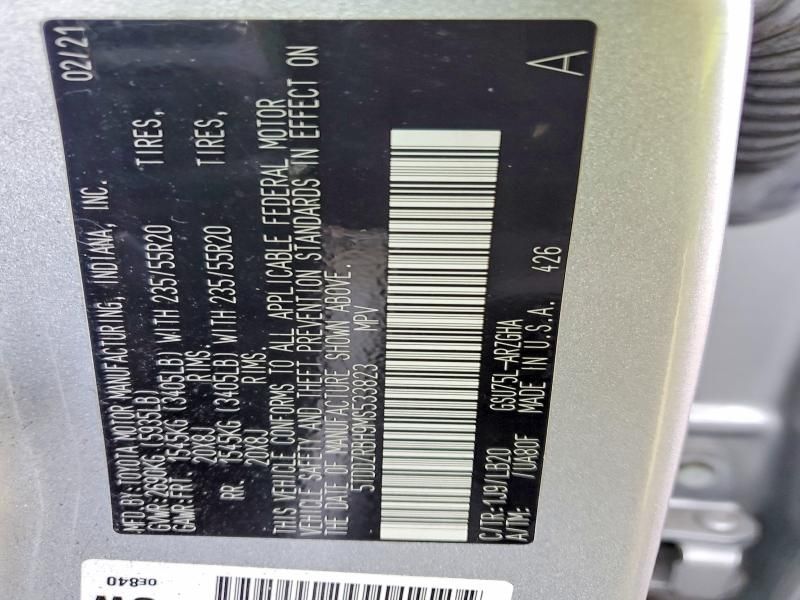 MFD.BY:TOYOTA MOTOR MANUFACTURING, INDIANA, INC. 02/21
GVWR:2690KG (5935LB)
GAWR:FRT 1545KG (3405LB) WITH 235/55R20 TIRES,
20X8J RIMS.
RR. 1545KG (3405LB) WITH 235/55R20 TIRES,
20X8J RIMS.
THIS VEHICLE CONFORMS TO ALL APPLICABLE FEDERAL MOTOR
VEHICLE SAFETY AND THEFT PREVENTION STANDARDS IN EFFECT ON
THE DATE OF MANUFACTURE SHOWN ABOVE.
5TDDZRBH9MS533823 MPV
C/TR:1J9/LB20 GSU75L-ARZGHA
A/TM: /UA80F MADE IN U.S.A. 426 A
0E840